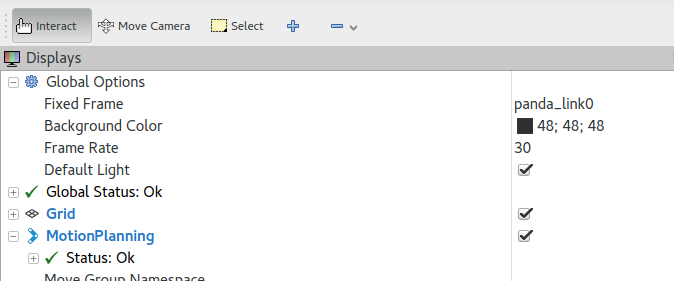 Interact Move Camera Select
Displays
Global Options
Fixed Frame panda_link0
Background Color 48; 48; 48
Frame Rate 30
Default Light
Global Status: Ok
Grid
MotionPlanning
Status: Ok
Move Group Namespace